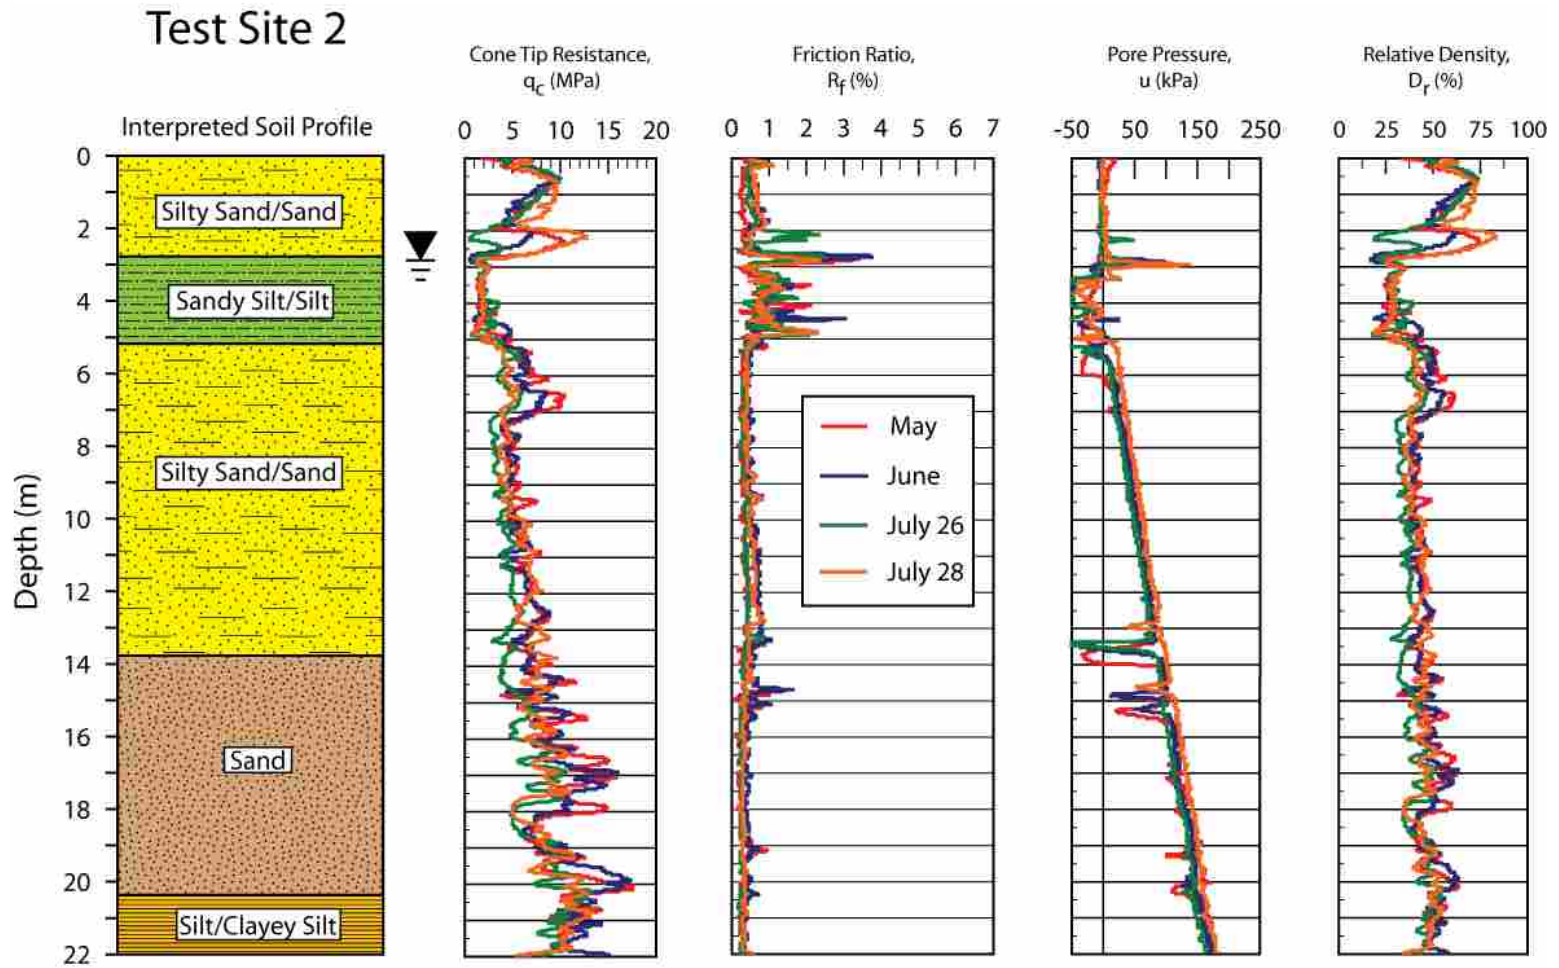 Test Site 2
Cone Tip Resistance,
q_c (MPa)
Friction Ratio,
R_f (%)
Pore Pressure,
u (kPa)
Relative Density,
D_r (%)
Interpreted Soil Profile
0 5 10 15 20
0 1 2 3 4 5 6 7
-50 50 150 250
0 25 50 75 100
Depth (m)
0
2
4
6
8
10
12
14
16
18
20
22
Silty Sand/Sand
Sandy Silt/Silt
Silty Sand/Sand
Sand
Silt/Clayey Silt
May
June
July 26
July 28